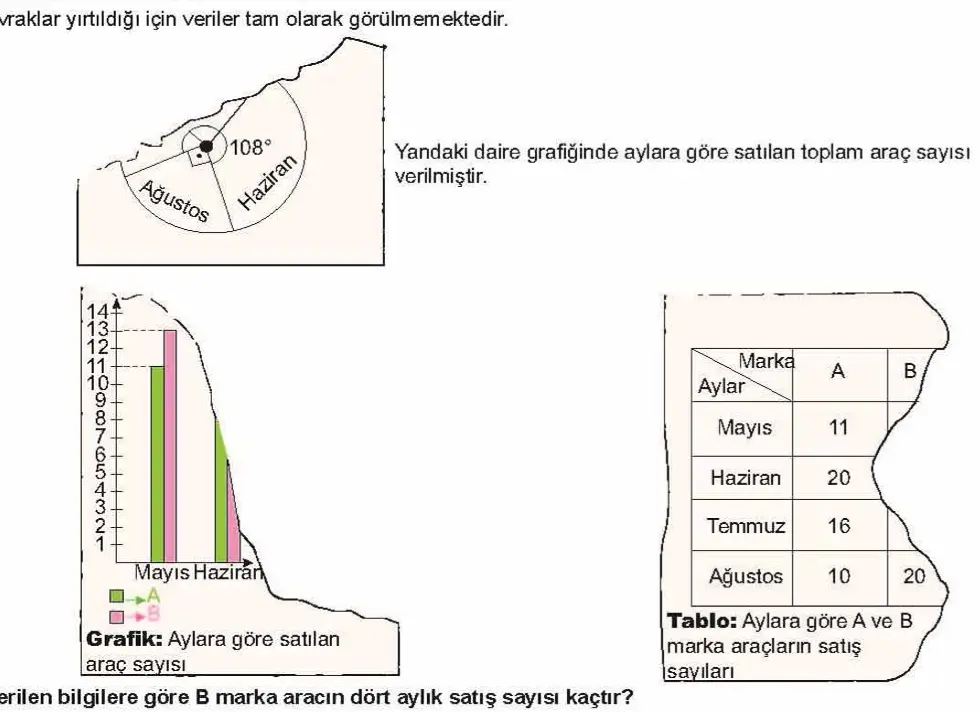 vraklar yırtıldığı için veriler tam olarak görülmemektedir.
108°
Ağustos
Haziran
Yandaki daire grafiğinde aylara göre satılan toplam araç sayısı
verilmiştir.
14
13
12
11
10
9
8
7
6
5
4
3
2
1
Mayıs Haziran
A
B
Grafik: Aylara göre satılan
araç sayısı
Marka
Aylar
A B
Mayıs 11
Haziran 20
Temmuz 16
Ağustos 10 20
Tablo: Aylara göre A ve B
marka araçların satış
sayıları
erilen bilgilere göre B marka aracın dört aylık satış sayısı kaçtır?